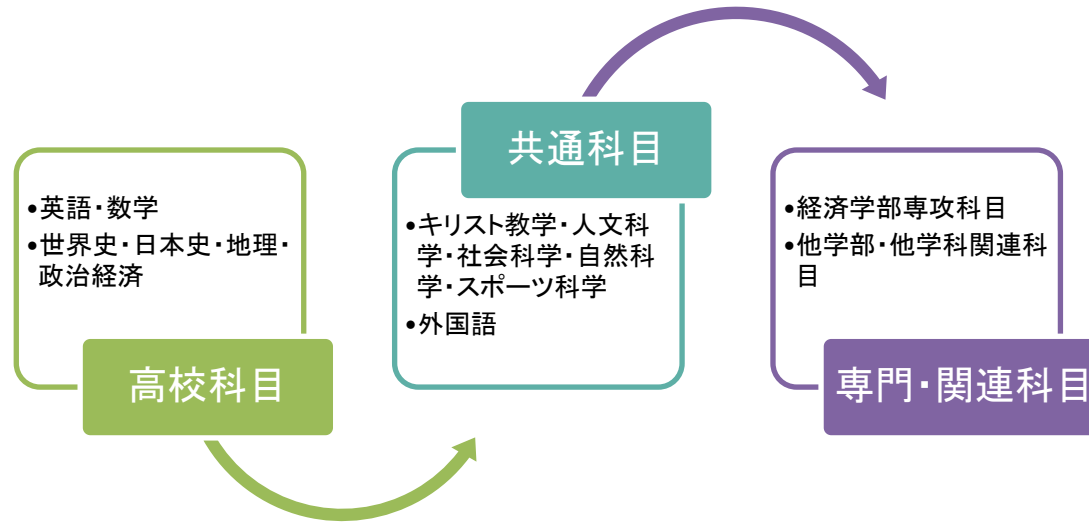 •英語・数学
•世界史・日本史・地理・
政治経済
高校科目
共通科目
•キリスト教学・人文科
学・社会科学・自然科
学・スポーツ科学
•外国語
•経済学部専攻科目
•他学部・他学科関連科
目
専門・関連科目